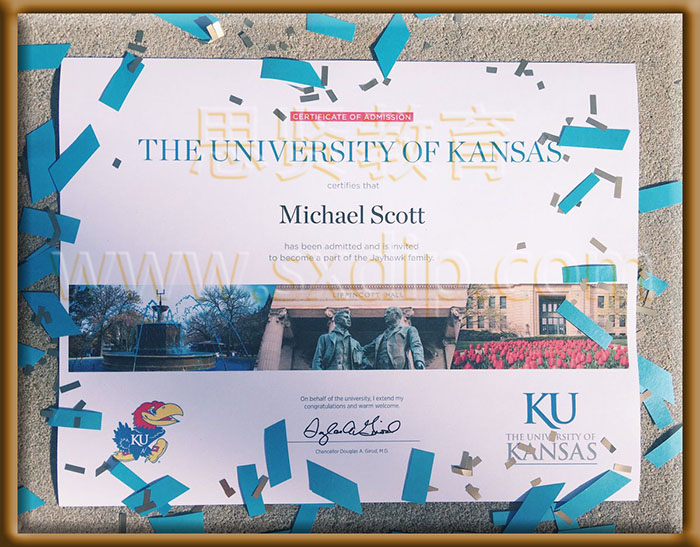 CERTIFICATE OF ADMISSION
思贤教育
THE UNIVERSITY OF KANSAS
certifies that
Michael Scott
has been admitted and is invited
to become a part of the Jayhawk family.
www.sxdip.com
LIPPINCOTT HALL
On behalf of the university, I extend my
congratulations and warm welcome.
Chancellor Douglas A. Girod, M.D.
KU
KU
THE UNIVERSITY OF
KANSAS